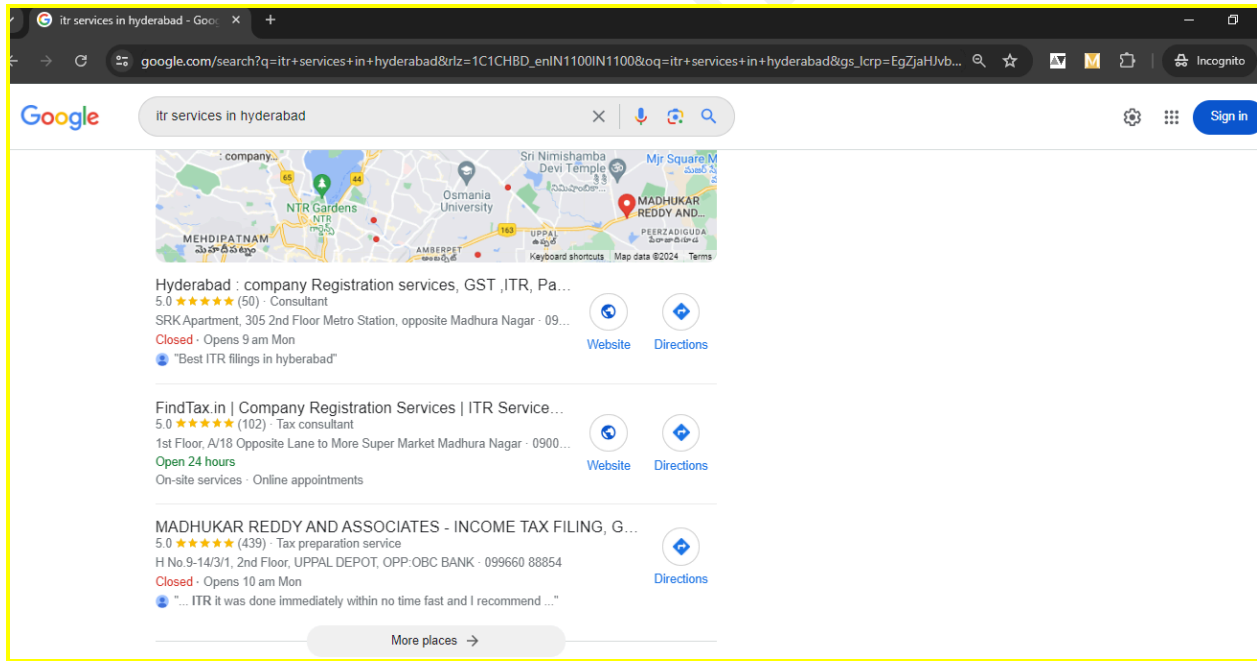 itr services in hyderabad - Goo
google.com/search?q=itr+services+in+hyderabad&rlz=1C1CHBD_enIN1100IN1100&oq=itr+services+in+hyderabad&gs_lcrp=EgZjaHJvb...
Incognito
Google
itr services in hyderabad
Sign in
: company...
65
44
NTR Gardens
NTR
గార్డెన్స్
Osmania
University
Sri Nimishamba
Devi Temple
Mjr Square M
MADHUKAR
REDDY AND...
163
UPPAL
ఉప్పల్
PEERZADIGUDA
MEHDIPATNAM
మెహదీపట్నం
AMBERPET
Keyboard shortcuts Map data ©2024 Terms
Hyderabad : company Registration services, GST ,ITR, Pa...
5.0 ★★★★★ (50) · Consultant
SRK Apartment, 305 2nd Floor Metro Station, opposite Madhura Nagar · 09...
Closed · Opens 9 am Mon
"Best ITR filings in hyberabad"
Website
Directions
FindTax.in | Company Registration Services | ITR Service...
5.0 ★★★★★ (102) · Tax consultant
1st Floor, A/18 Opposite Lane to More Super Market Madhura Nagar · 0900...
Open 24 hours
On-site services · Online appointments
Website
Directions
MADHUKAR REDDY AND ASSOCIATES - INCOME TAX FILING, G...
5.0 ★★★★★ (439) · Tax preparation service
H No.9-14/3/1, 2nd Floor, UPPAL DEPOT, OPP:OBC BANK · 099660 88854
Closed · Opens 10 am Mon
"... ITR it was done immediately within no time fast and I recommend ..."
Directions
More places →